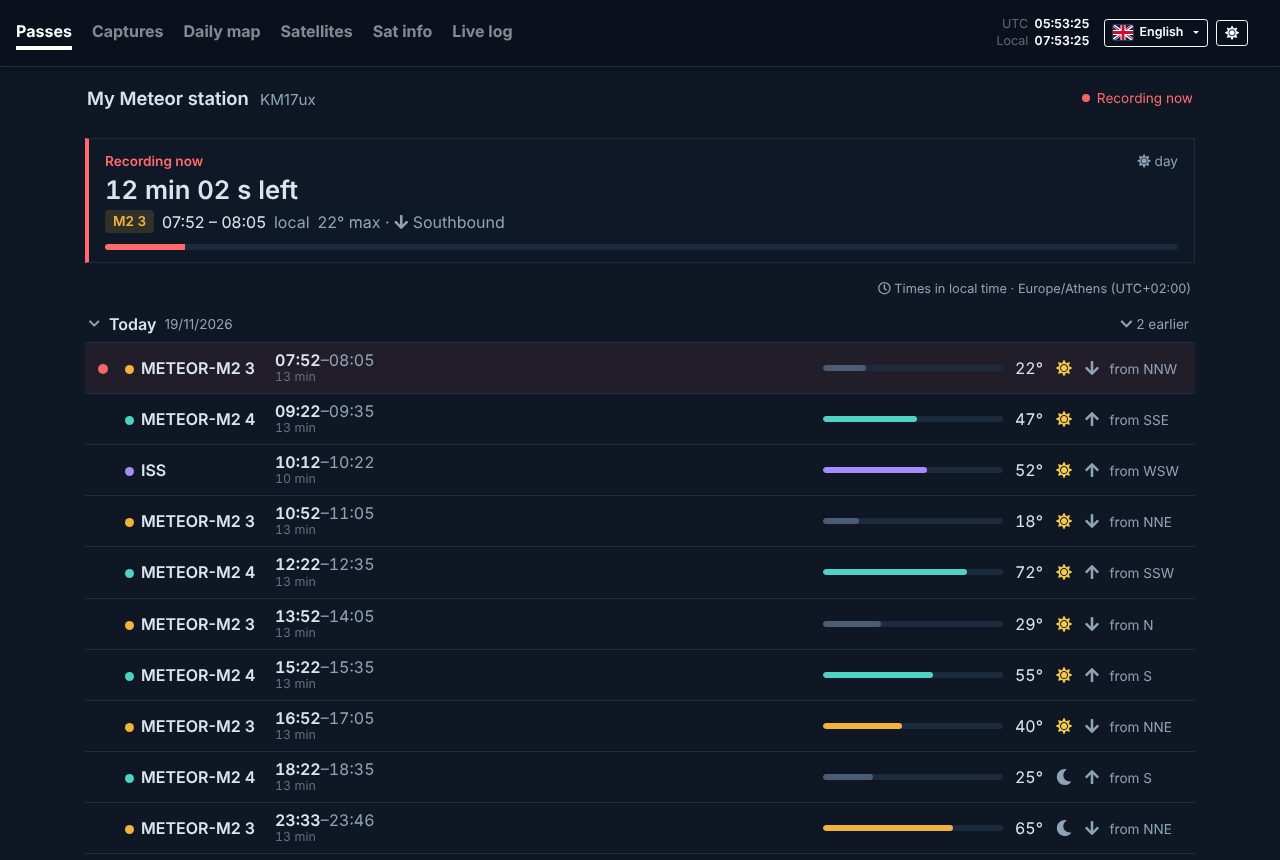 Passes Captures Daily map Satellites Sat info Live log
UTC 05:53:25
Local 07:53:25
English
My Meteor station KM17ux
Recording now
Recording now
day
12 min 02 s left
M2 3 07:52 – 08:05 local 22° max · Southbound
Times in local time · Europe/Athens (UTC+02:00)
Today 19/11/2026
2 earlier
METEOR-M2 3 07:52–08:05 22° from NNW
13 min
METEOR-M2 4 09:22–09:35 47° from SSE
13 min
ISS 10:12–10:22 52° from WSW
10 min
METEOR-M2 3 10:52–11:05 18° from NNE
13 min
METEOR-M2 4 12:22–12:35 72° from SSW
13 min
METEOR-M2 3 13:52–14:05 29° from N
13 min
METEOR-M2 4 15:22–15:35 55° from S
13 min
METEOR-M2 3 16:52–17:05 40° from NNE
13 min
METEOR-M2 4 18:22–18:35 25° from S
13 min
METEOR-M2 3 23:33–23:46 65° from NNE
13 min